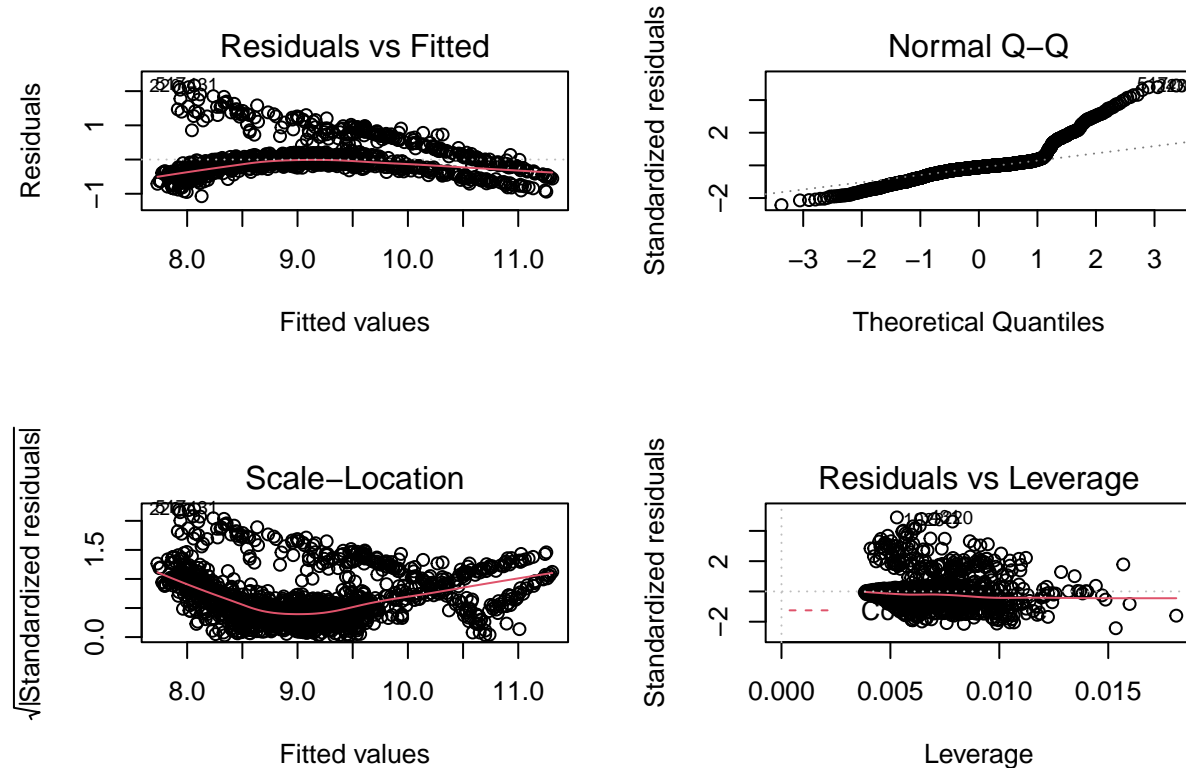 Residuals vs Fitted
Residuals
1
−1
8.0 9.0 10.0 11.0
Fitted values
Normal Q−Q
Standardized residuals
2
−2
−3 −2 −1 0 1 2 3
Theoretical Quantiles
Scale−Location
√|Standardized residuals|
1.5
0.0
8.0 9.0 10.0 11.0
Fitted values
Residuals vs Leverage
Standardized residuals
2
−2
0.000 0.005 0.010 0.015
Leverage